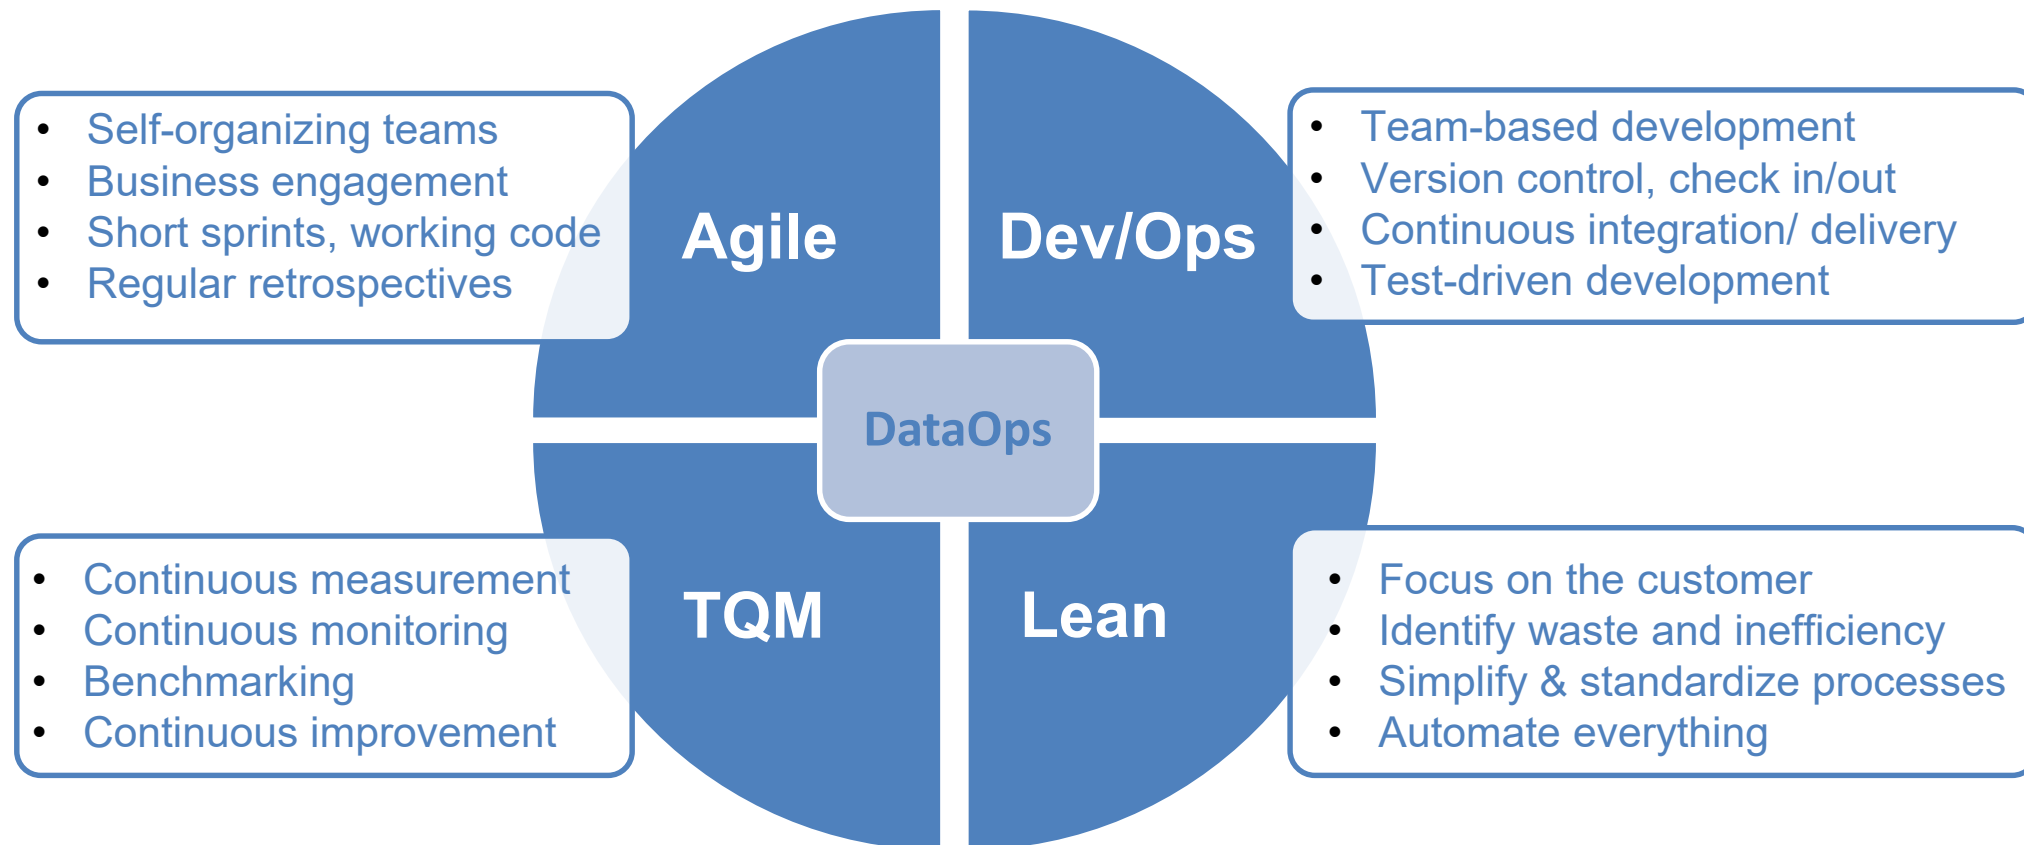 • Self-organizing teams
• Business engagement
• Short sprints, working code
• Regular retrospectives
Agile
Dev/Ops
• Team-based development
• Version control, check in/out
• Continuous integration/ delivery
• Test-driven development
DataOps
• Continuous measurement
• Continuous monitoring
• Benchmarking
• Continuous improvement
TQM
Lean
• Focus on the customer
• Identify waste and inefficiency
• Simplify & standardize processes
• Automate everything